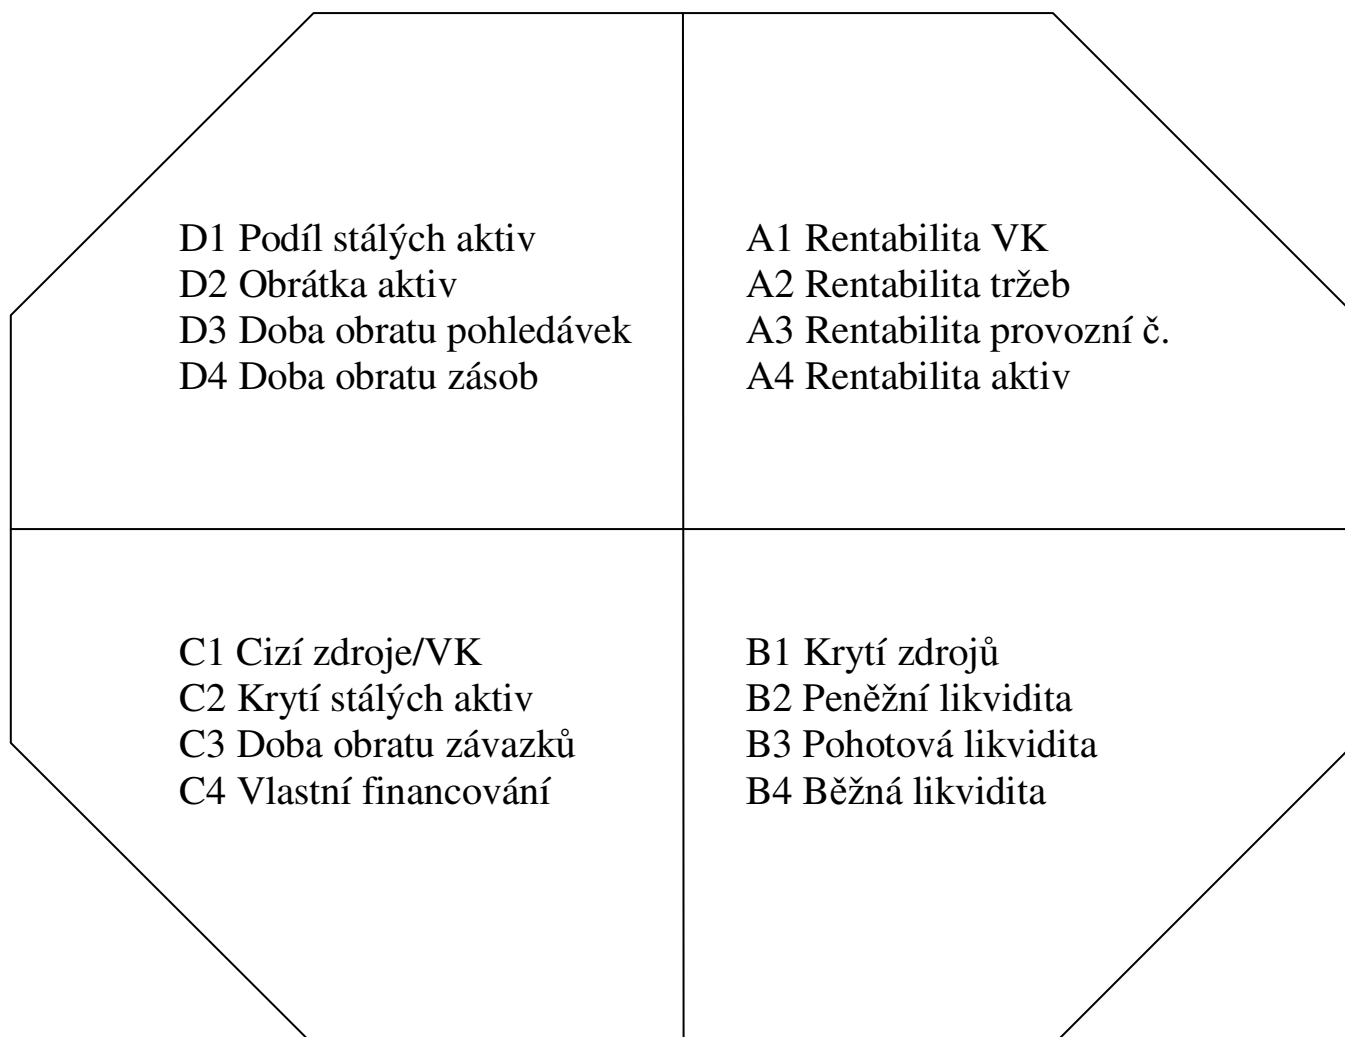 D1 Podíl stálých aktiv
D2 Obrátka aktiv
D3 Doba obratu pohledávek
D4 Doba obratu zásob
A1 Rentabilita VK
A2 Rentabilita tržeb
A3 Rentabilita provozní č.
A4 Rentabilita aktiv
C1 Cizí zdroje/VK
C2 Krytí stálých aktiv
C3 Doba obratu závazků
C4 Vlastní financování
B1 Krytí zdrojů
B2 Peněžní likvidita
B3 Pohotová likvidita
B4 Běžná likvidita